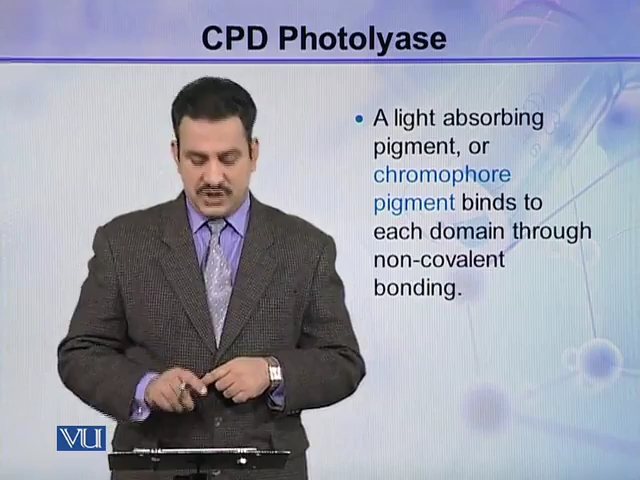 CPD Photolyase
• A light absorbing
pigment, or
chromophore
pigment binds to
each domain through
non-covalent
bonding.
VU